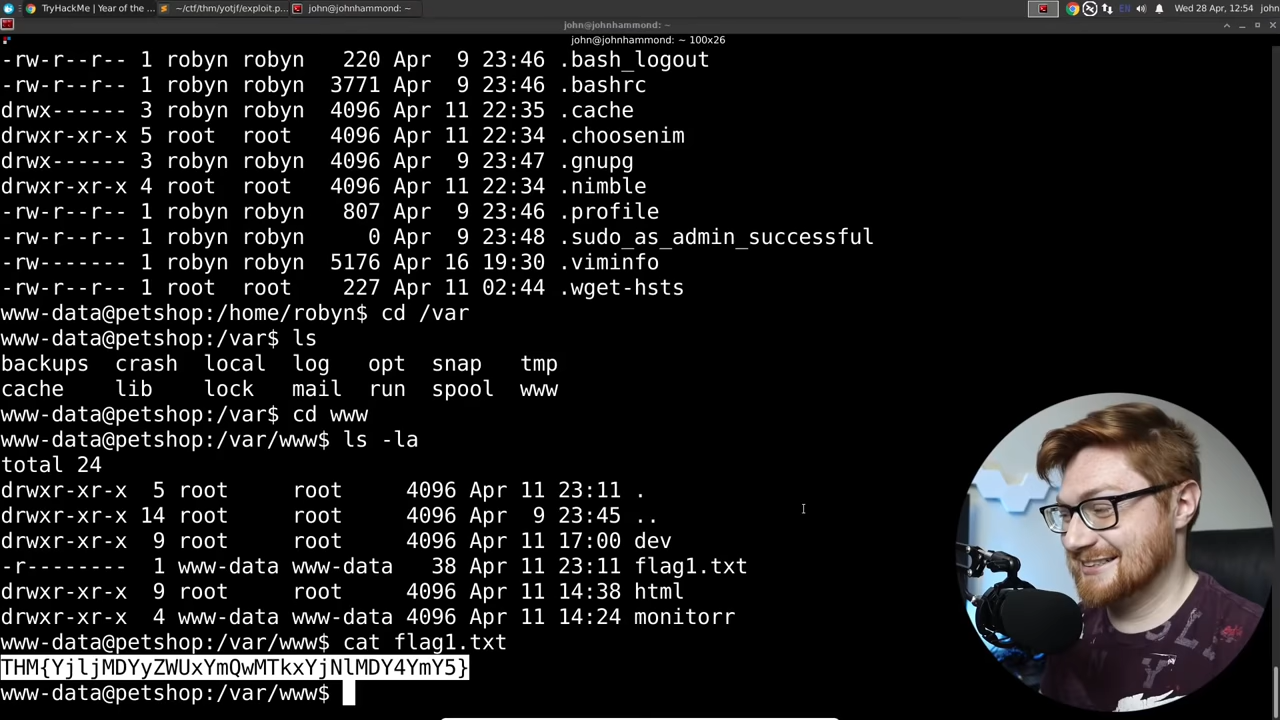 TryHackMe | Year of the ...
~/ctf/thm/yotjf/exploit.p...
john@johnhammond: ~
EN
Wed 28 Apr, 12:54
john
john@johnhammond: ~
john@johnhammond: ~ 100x26
-rw-r--r-- 1 robyn robyn  220 Apr  9 23:46 .bash_logout
-rw-r--r-- 1 robyn robyn 3771 Apr  9 23:46 .bashrc
drwx------ 3 robyn robyn 4096 Apr 11 22:35 .cache
drwxr-xr-x 5 root  root  4096 Apr 11 22:34 .choosenim
drwx------ 3 robyn robyn 4096 Apr  9 23:47 .gnupg
drwxr-xr-x 4 root  root  4096 Apr 11 22:34 .nimble
-rw-r--r-- 1 robyn robyn  807 Apr  9 23:46 .profile
-rw-r--r-- 1 robyn robyn    0 Apr  9 23:48 .sudo_as_admin_successful
-rw------- 1 robyn robyn 5176 Apr 16 19:30 .viminfo
-rw-r--r-- 1 root  root   227 Apr 11 02:44 .wget-hsts
www-data@petshop:/home/robyn$ cd /var
www-data@petshop:/var$ ls
backups  crash  local  log   opt  snap   tmp
cache    lib    lock   mail  run  spool  www
www-data@petshop:/var$ cd www
www-data@petshop:/var/www$ ls -la
total 24
drwxr-xr-x  5 root     root     4096 Apr 11 23:11 .
drwxr-xr-x 14 root     root     4096 Apr  9 23:45 ..
drwxr-xr-x  9 root     root     4096 Apr 11 17:00 dev
-r--------  1 www-data www-data   38 Apr 11 23:11 flag1.txt
drwxr-xr-x  9 root     root     4096 Apr 11 14:38 html
drwxr-xr-x  4 www-data www-data 4096 Apr 11 14:24 monitorr
www-data@petshop:/var/www$ cat flag1.txt
THM{YjljMDYyZWUxYmQwMTkxYjNlMDY4YmY5}
www-data@petshop:/var/www$